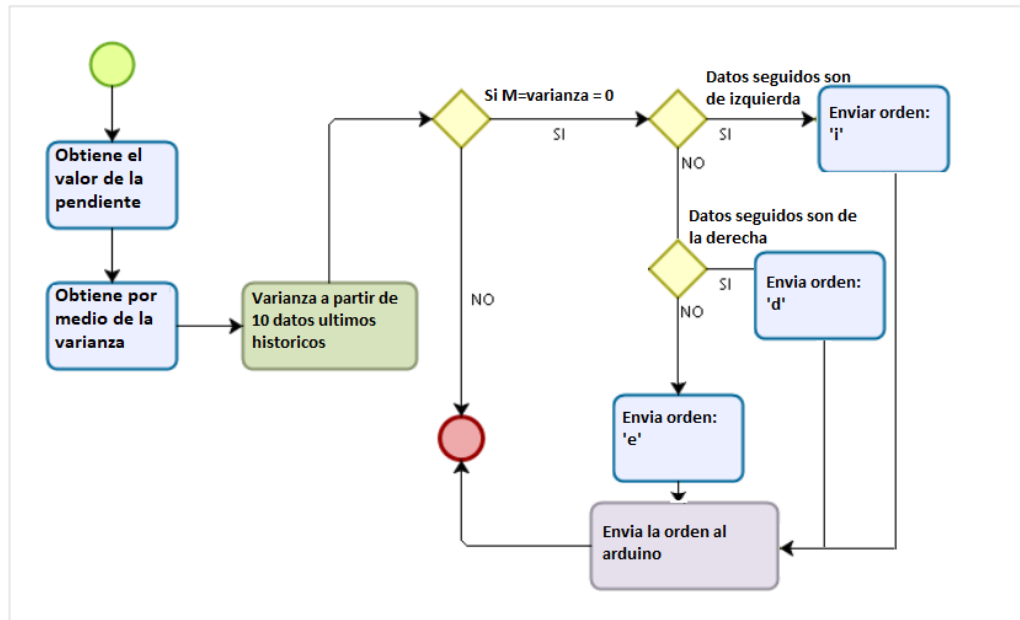 Obtiene el
valor de la
pendiente
Obtiene por
medio de la
varianza
Varianza a partir de
10 datos ultimos
historicos
Si M=varianza = 0
SI
NO
Datos seguidos son
de izquierda
SI
NO
Enviar orden:
'i'
Datos seguidos son de
la derecha
SI
NO
Envia orden:
'd'
Envia orden:
'e'
Envia la orden al
arduino